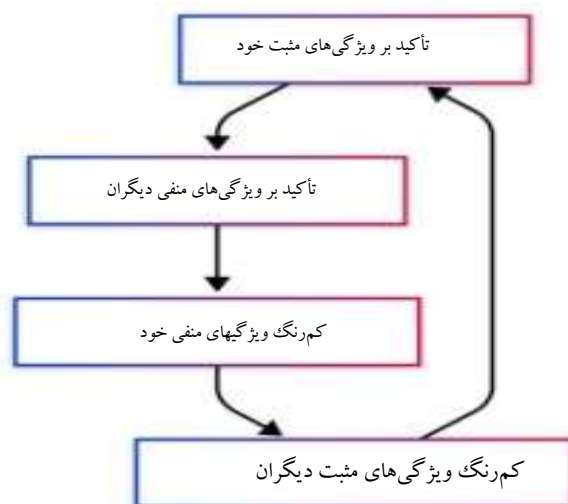 تأکید بر ویژگی‌های مثبت خود
تأکید بر ویژگی‌های منفی دیگران
کم‌رنگ ویژگیهای منفی خود
کم‌رنگ ویژگی‌های مثبت دیگران